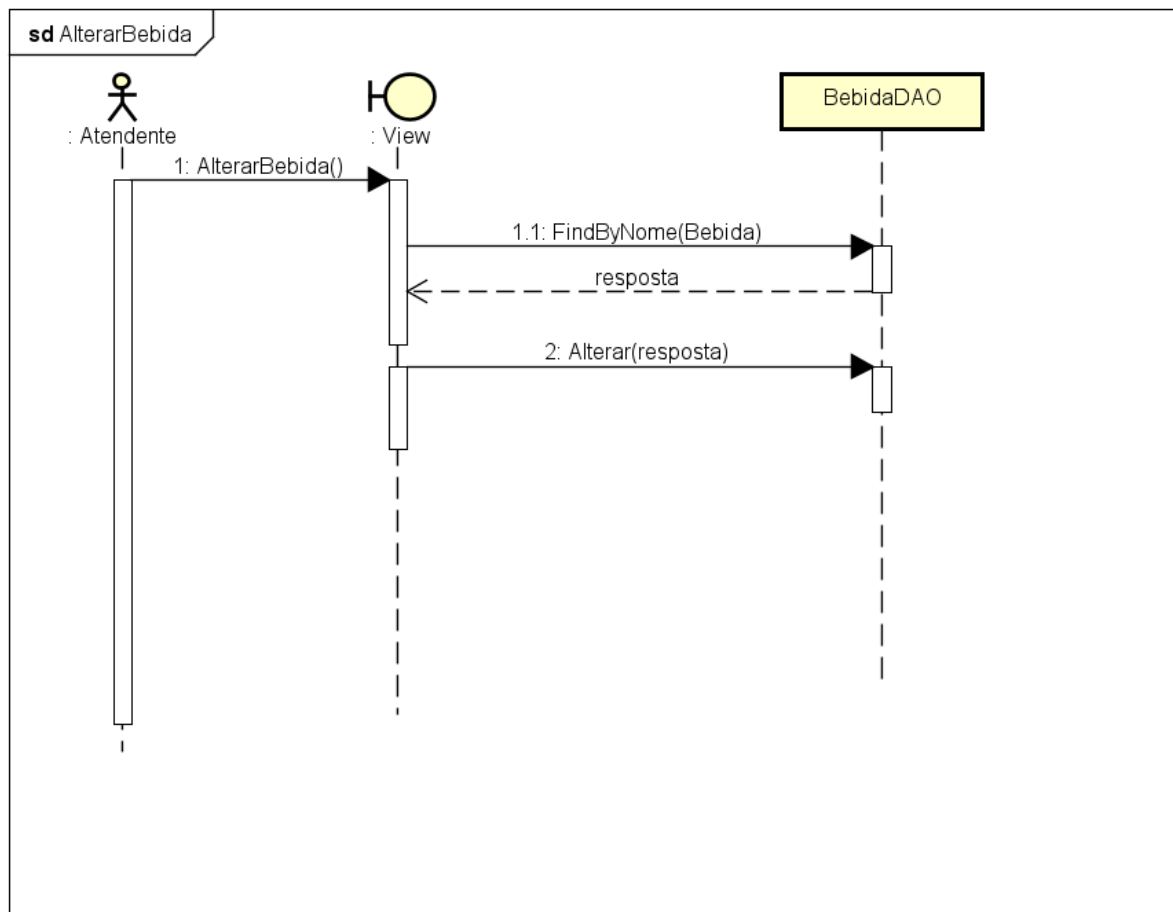 sd AlterarBebida
: Atendente
: View
BebidaDAO
1: AlterarBebida()
1.1: FindByNome(Bebida)
resposta
2: Alterar(resposta)